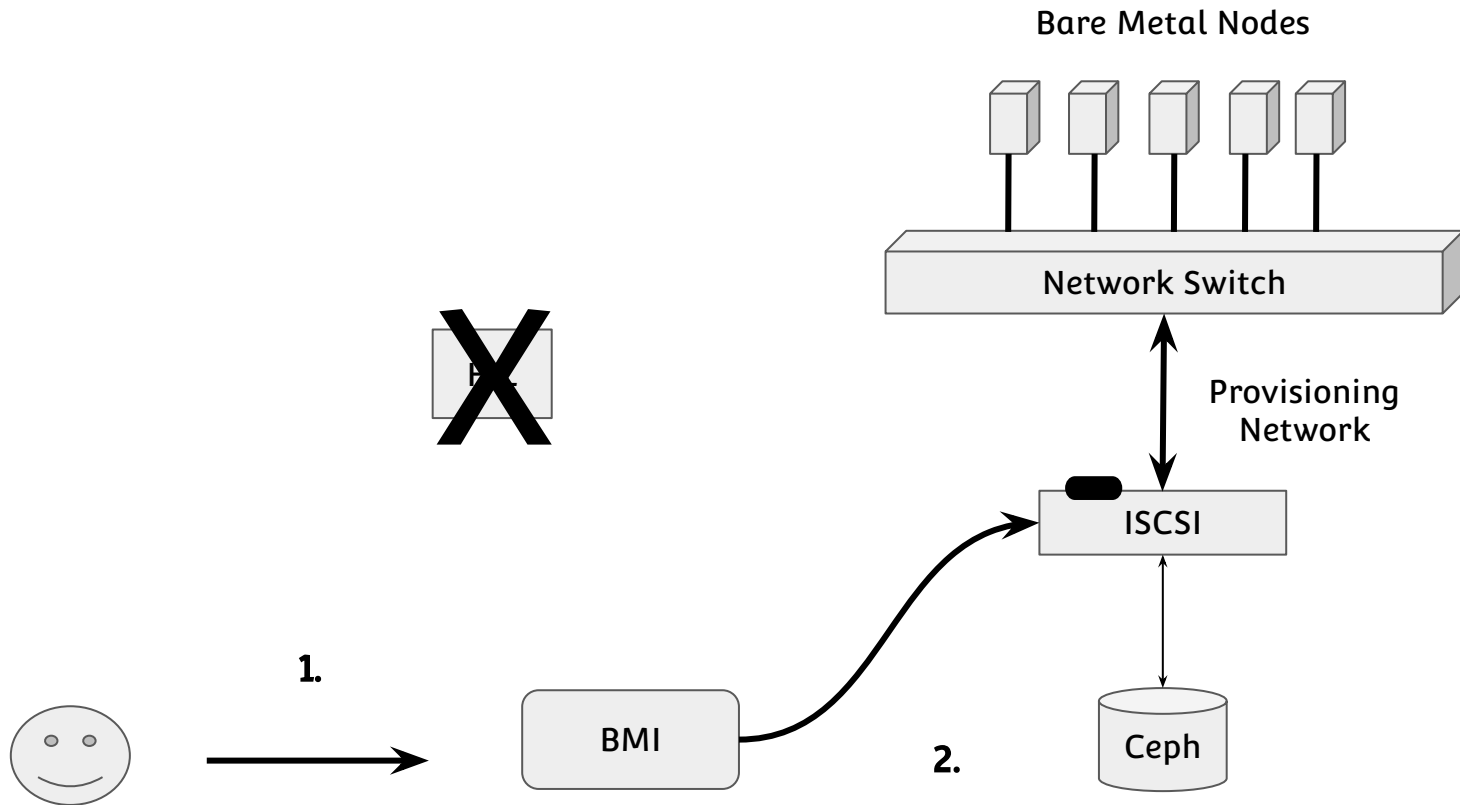 Bare Metal Nodes
Network Switch
Provisioning
Network
ISCSI
1.
BMI
2.
Ceph